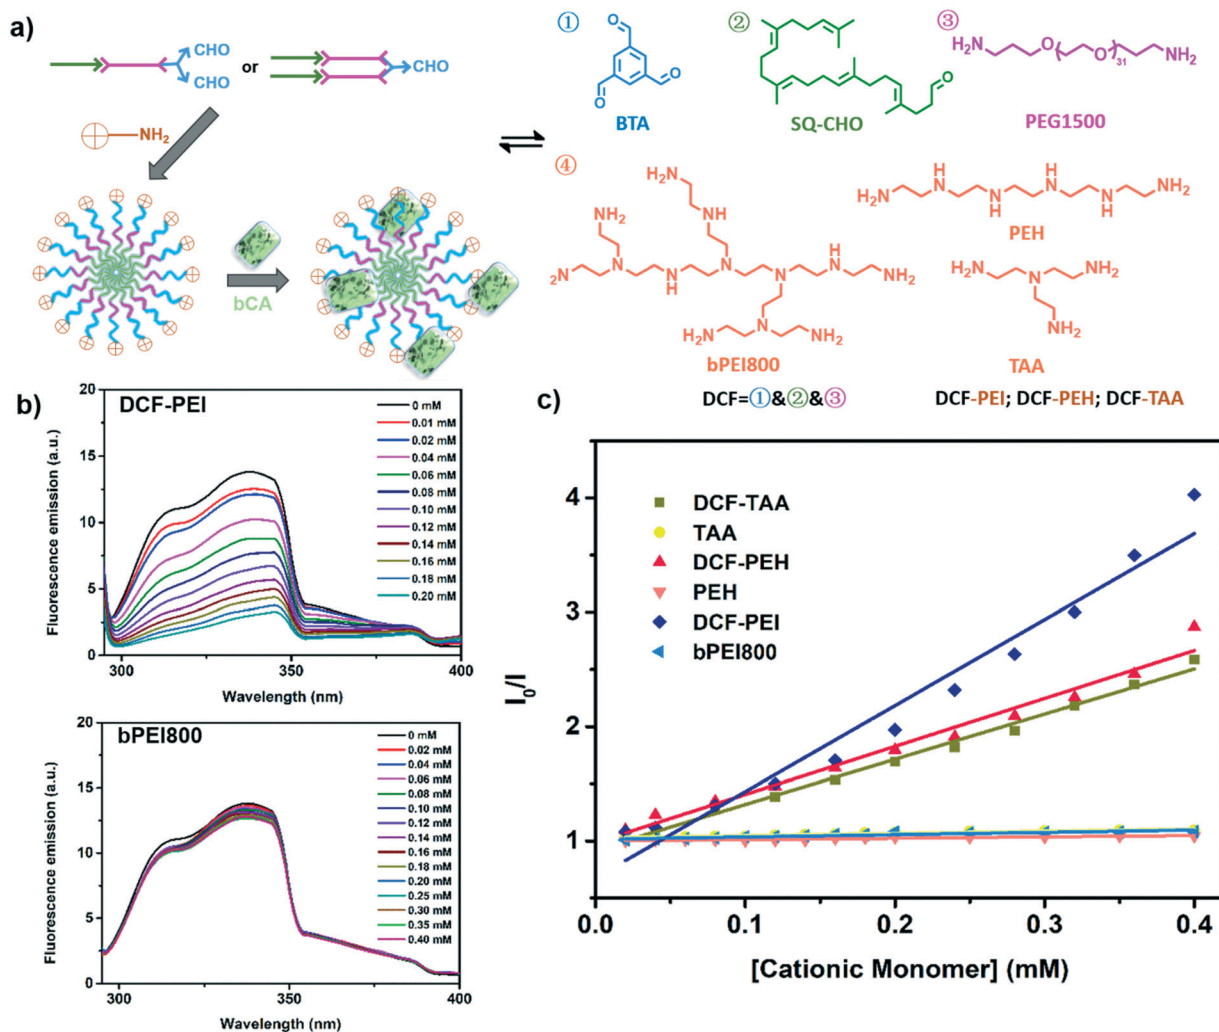 a)
CHO
CHO
or
CHO
NH2
bCA
①
②
③
O
O
O
BTA
O
SQ-CHO
H2N
O
O
31
NH2
PEG1500
④
H2N
NH2
NH
N
N
H
N
N
H
N
NH2
2
N
N
H2N
NH2
bPEI800
H2N
H
N
N
H
H
N
N
H
NH2
PEH
H2N
N
NH2
NH2
TAA
DCF=①&②&③
DCF-PEI; DCF-PEH; DCF-TAA
b)
DCF-PEI
Fluorescence emission (a.u.)
20
15
10
5
0
300
350
400
Wavelength (nm)
0 mM
0.01 mM
0.02 mM
0.04 mM
0.06 mM
0.08 mM
0.10 mM
0.12 mM
0.14 mM
0.16 mM
0.18 mM
0.20 mM
bPEI800
Fluorescence emission (a.u.)
20
15
10
5
0
300
350
400
Wavelength (nm)
0 mM
0.02 mM
0.04 mM
0.06 mM
0.08 mM
0.10 mM
0.12 mM
0.14 mM
0.16 mM
0.18 mM
0.20 mM
0.25 mM
0.30 mM
0.35 mM
0.40 mM
c)
I0/I
4
3
2
1
DCF-TAA
TAA
DCF-PEH
PEH
DCF-PEI
bPEI800
0.0
0.1
0.2
0.3
0.4
[Cationic Monomer] (mM)